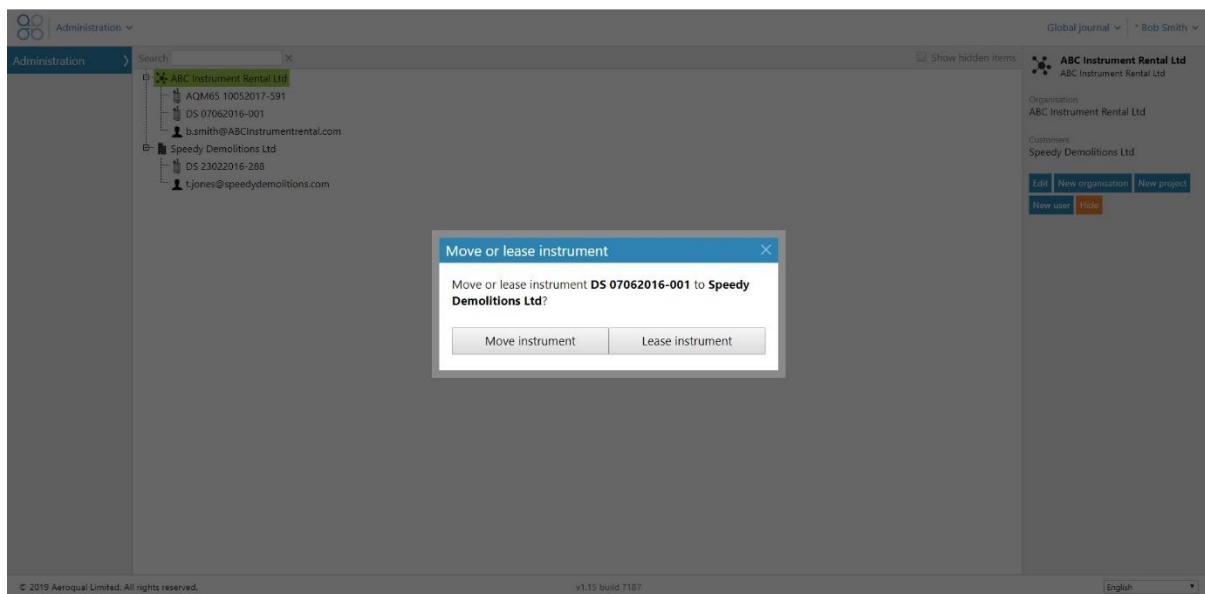 Administration
Global journal
* Bob Smith
Administration
Search
Show hidden items
ABC Instrument Rental Ltd
AQM65 10052017-591
DS 07062016-001
b.smith@ABCInstrumentrental.com
Speedy Demolitions Ltd
DS 23022016-288
t.jones@speedydemolitions.com
ABC Instrument Rental Ltd
ABC Instrument Rental Ltd
Organisation
ABC Instrument Rental Ltd
Customers
Speedy Demolitions Ltd
Edit New organisation New project
New user Hide
Move or lease instrument
Move or lease instrument DS 07062016-001 to Speedy
Demolitions Ltd?
Move instrument Lease instrument
© 2019 Aeroqual Limited. All rights reserved.
v1.15 build 7187
English